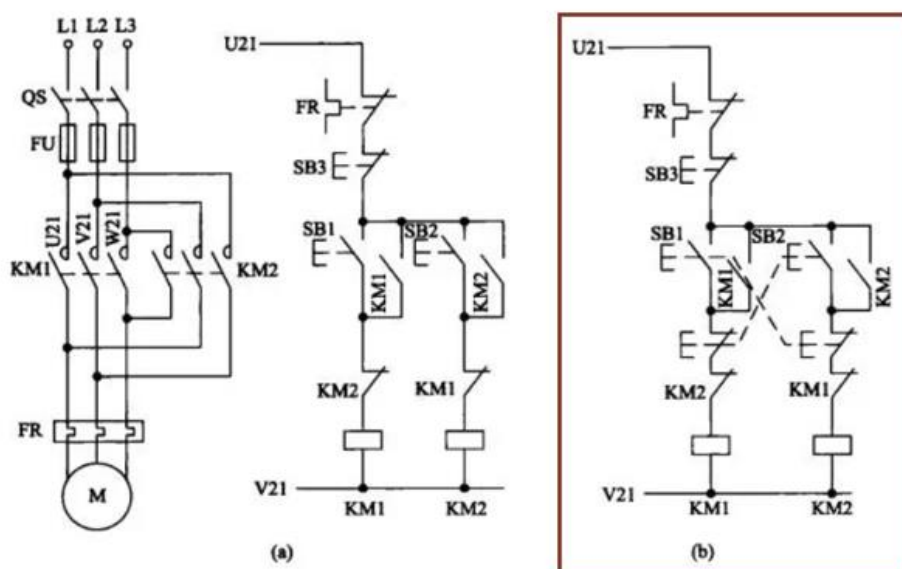 L1 L2 L3
QS
FU
U21
V21
W21
KM1
KM2
FR
M
U21
FR
SB3
SB1
SB2
KM1
KM2
KM2
KM1
V21
KM1
KM2
(a)
U21
FR
SB3
SB1
SB2
KM1
KM2
KM2
KM1
V21
KM1
KM2
(b)